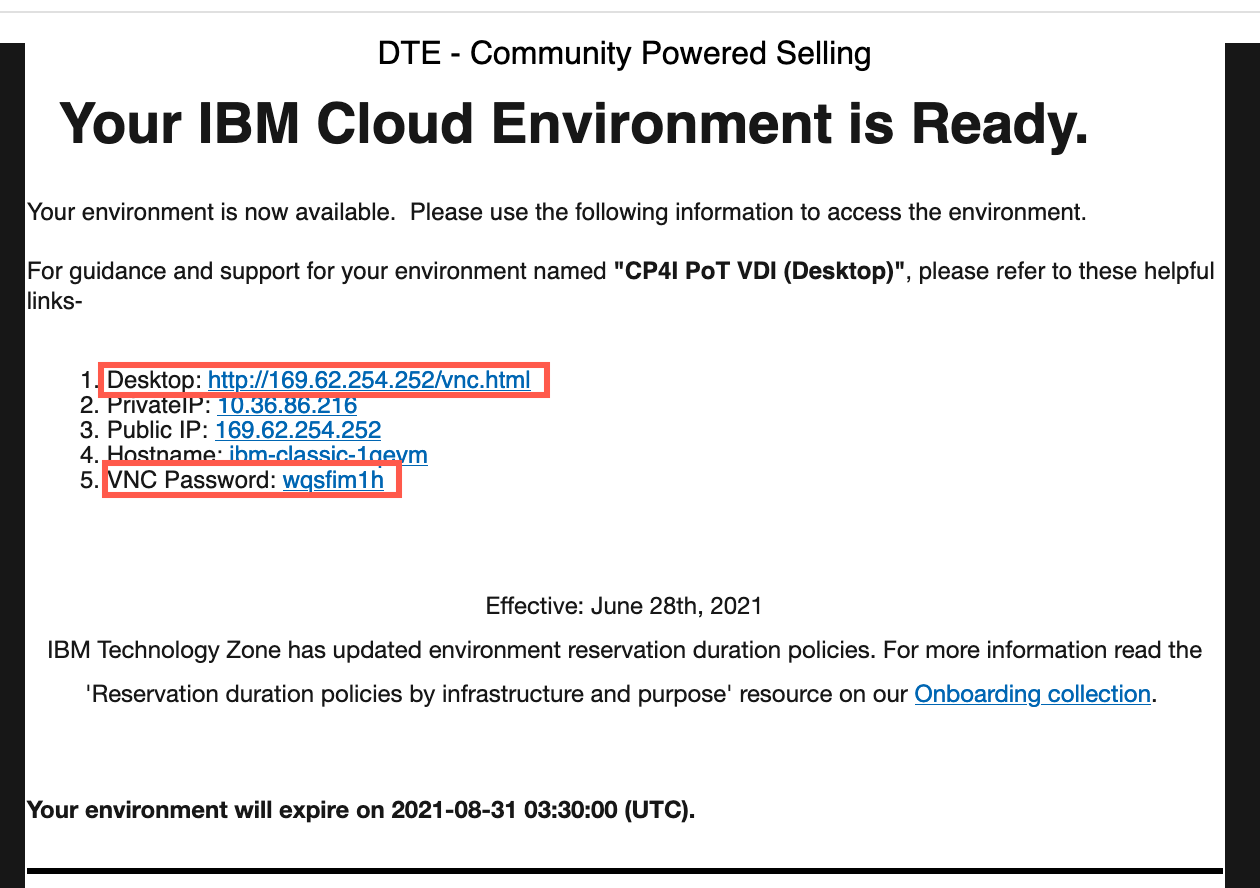 DTE - Community Powered Selling
Your IBM Cloud Environment is Ready.
Your environment is now available.  Please use the following information to access the environment.
For guidance and support for your environment named "CP4I PoT VDI (Desktop)", please refer to these helpful
links-
1. Desktop: http://169.62.254.252/vnc.html
2. PrivateIP: 10.36.86.216
3. Public IP: 169.62.254.252
4. Hostname: ibm-classic-1qeym
5. VNC Password: wqsfim1h
Effective: June 28th, 2021
IBM Technology Zone has updated environment reservation duration policies. For more information read the
'Reservation duration policies by infrastructure and purpose' resource on our Onboarding collection.
Your environment will expire on 2021-08-31 03:30:00 (UTC).